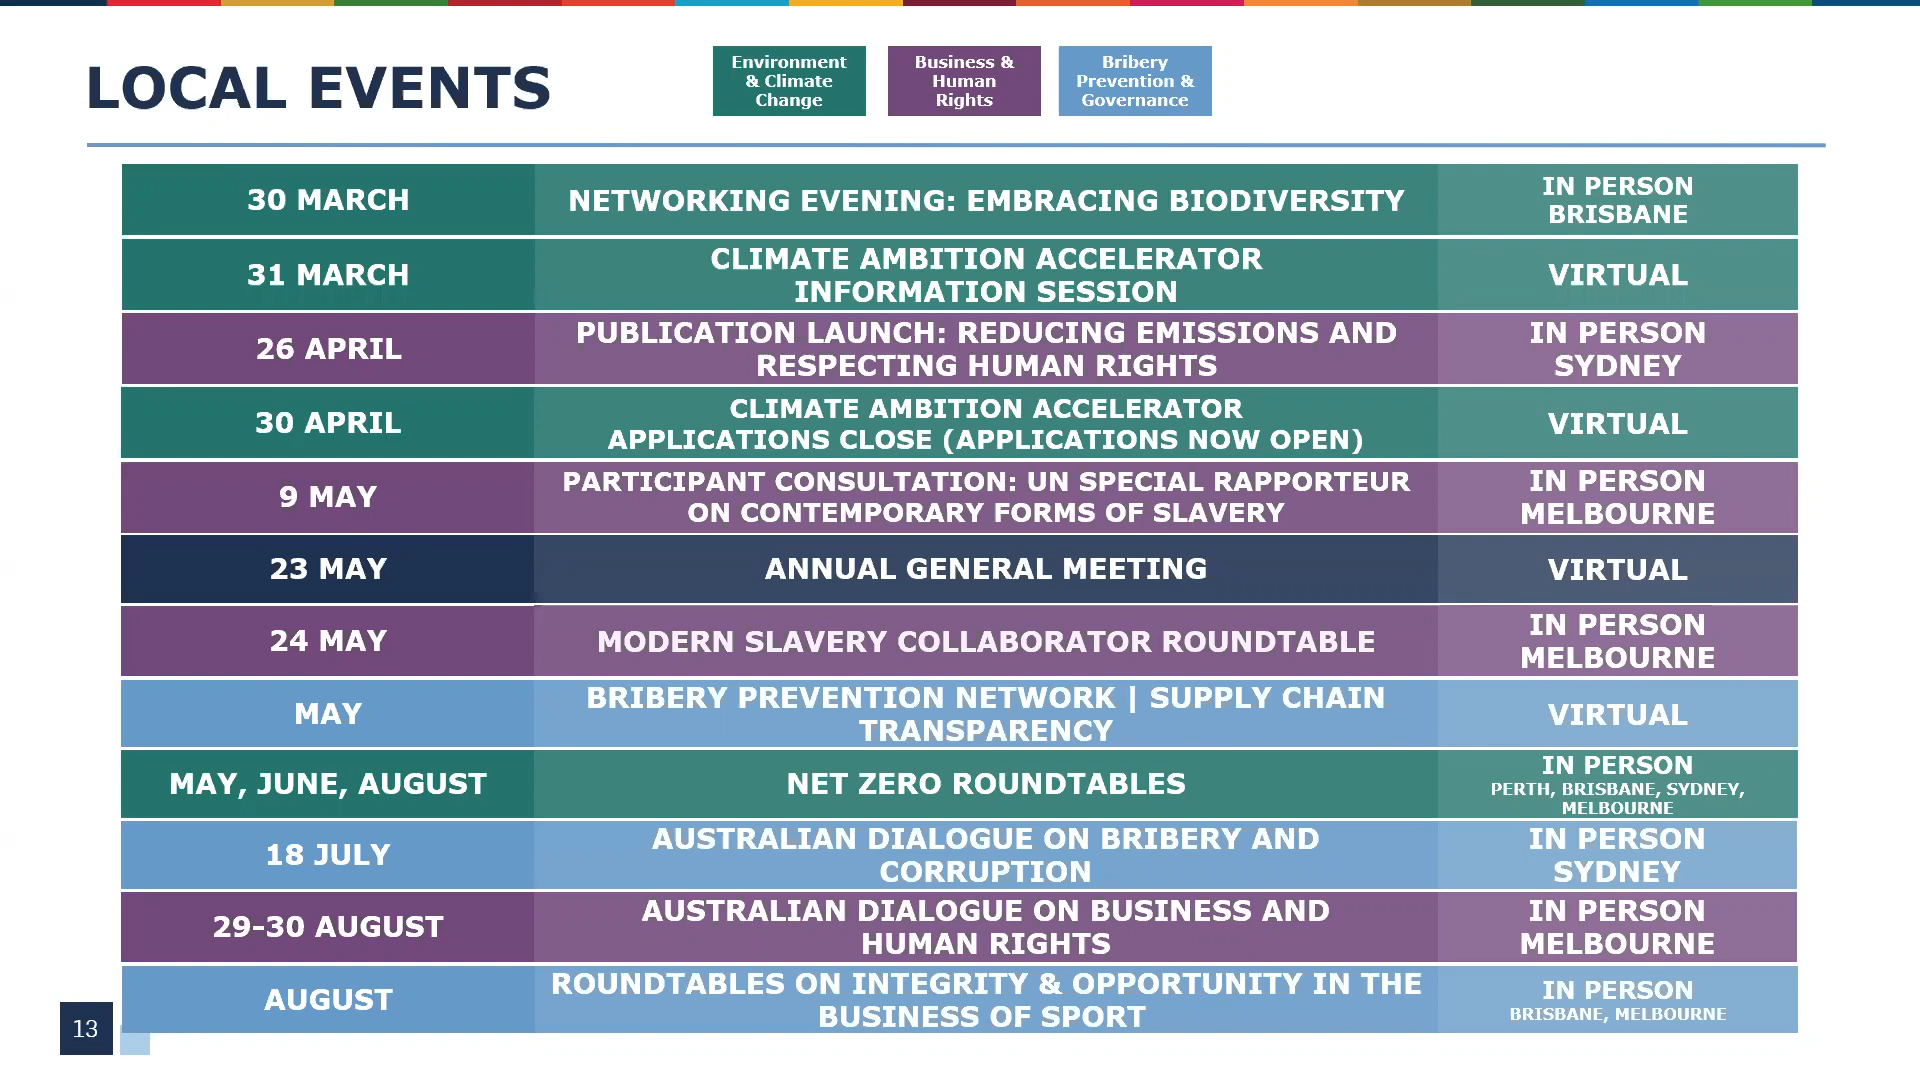 LOCAL EVENTS
Environment
& Climate
Change
Business &
Human
Rights
Bribery
Prevention &
Governance
30 MARCH
NETWORKING EVENING: EMBRACING BIODIVERSITY
IN PERSON
BRISBANE
31 MARCH
CLIMATE AMBITION ACCELERATOR
INFORMATION SESSION
VIRTUAL
26 APRIL
PUBLICATION LAUNCH: REDUCING EMISSIONS AND
RESPECTING HUMAN RIGHTS
IN PERSON
SYDNEY
30 APRIL
CLIMATE AMBITION ACCELERATOR
APPLICATIONS CLOSE (APPLICATIONS NOW OPEN)
VIRTUAL
9 MAY
PARTICIPANT CONSULTATION: UN SPECIAL RAPPORTEUR
ON CONTEMPORARY FORMS OF SLAVERY
IN PERSON
MELBOURNE
23 MAY
ANNUAL GENERAL MEETING
VIRTUAL
24 MAY
MODERN SLAVERY COLLABORATOR ROUNDTABLE
IN PERSON
MELBOURNE
MAY
BRIBERY PREVENTION NETWORK | SUPPLY CHAIN
TRANSPARENCY
VIRTUAL
MAY, JUNE, AUGUST
NET ZERO ROUNDTABLES
IN PERSON
PERTH, BRISBANE, SYDNEY,
MELBOURNE
18 JULY
AUSTRALIAN DIALOGUE ON BRIBERY AND
CORRUPTION
IN PERSON
SYDNEY
29–30 AUGUST
AUSTRALIAN DIALOGUE ON BUSINESS AND
HUMAN RIGHTS
IN PERSON
MELBOURNE
AUGUST
ROUNDTABLES ON INTEGRITY & OPPORTUNITY IN THE
BUSINESS OF SPORT
IN PERSON
BRISBANE, MELBOURNE
13